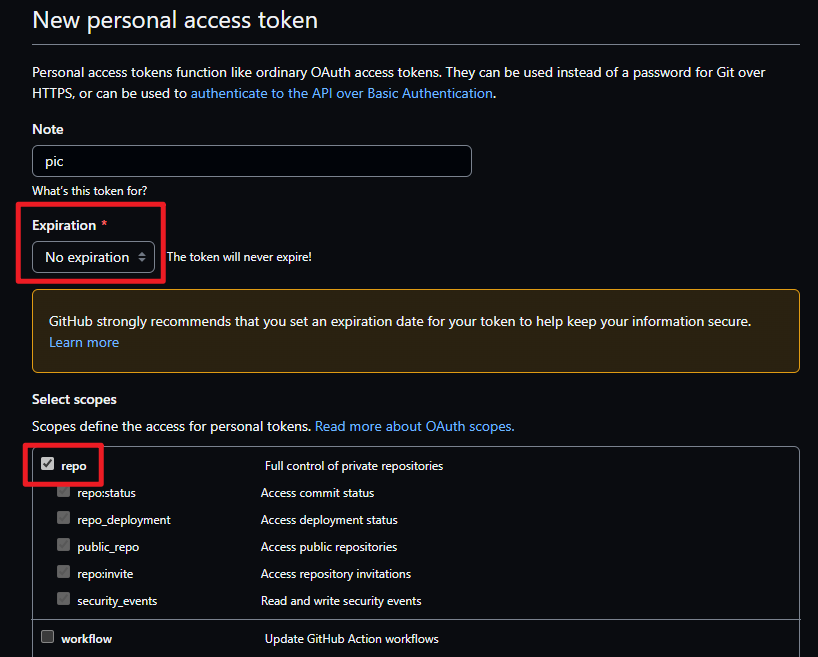 New personal access token
Personal access tokens function like ordinary OAuth access tokens. They can be used instead of a password for Git over
HTTPS, or can be used to authenticate to the API over Basic Authentication.
Note
pic
What's this token for?
Expiration *
No expiration The token will never expire!
GitHub strongly recommends that you set an expiration date for your token to help keep your information secure.
Learn more
Select scopes
Scopes define the access for personal tokens. Read more about OAuth scopes.
repo Full control of private repositories
repo:status Access commit status
repo_deployment Access deployment status
public_repo Access public repositories
repo:invite Access repository invitations
security_events Read and write security events
workflow Update GitHub Action workflows